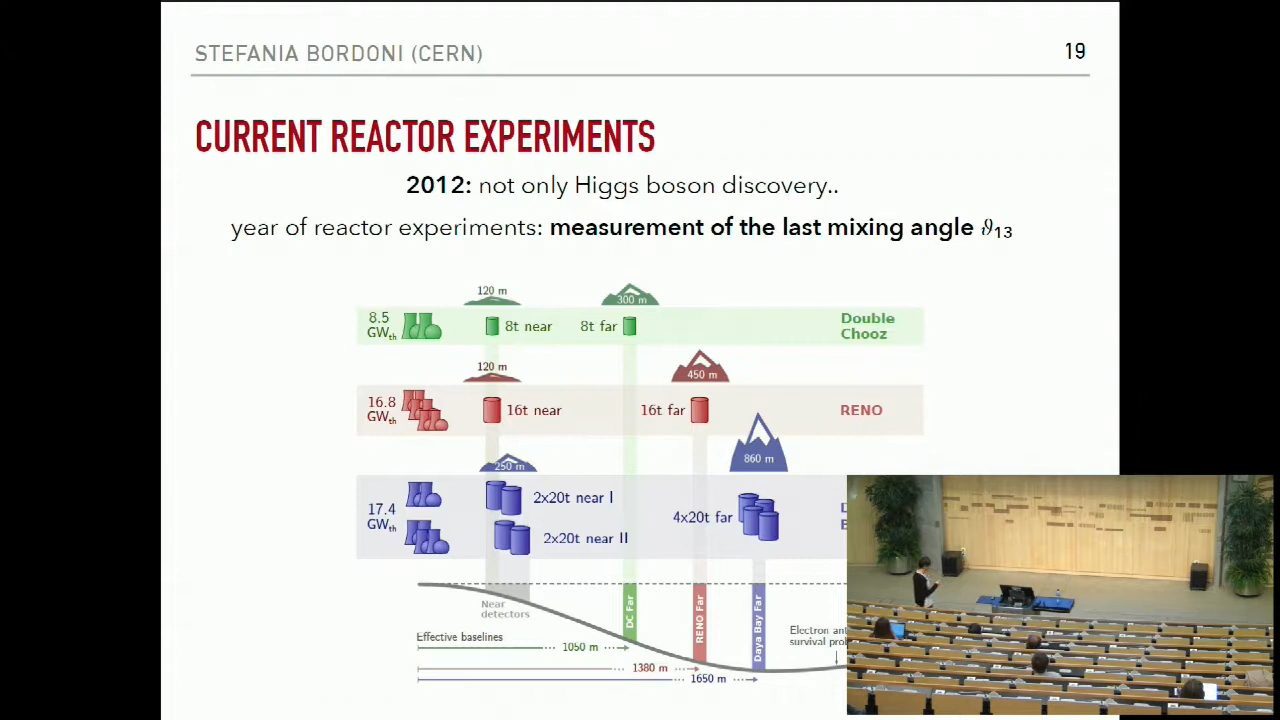 STEFANIA BORDONI (CERN)
19
CURRENT REACTOR EXPERIMENTS
2012: not only Higgs boson discovery..
year of reactor experiments: measurement of the last mixing angle ϑ₁₃
120 m
300 m
8.5
GWth
8t near
8t far
Double
Chooz
120 m
450 m
16.8
GWth
16t near
16t far
RENO
250 m
860 m
17.4
GWth
2x20t near I
2x20t near II
4x20t far
Near
detectors
DC Far
RENO Far
Daya Bay Far
Effective baselines
1050 m
1380 m
1650 m
Electron
survival